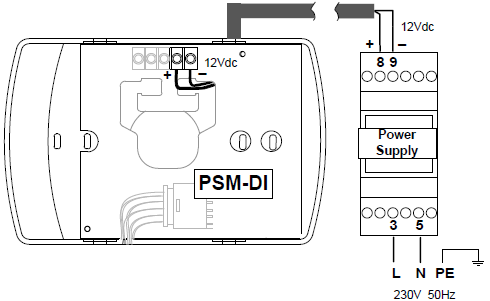 12Vdc
+ −
8 9
12Vdc
+ −
Power
Supply
PSM-DI
3 5
L N PE
230V 50Hz